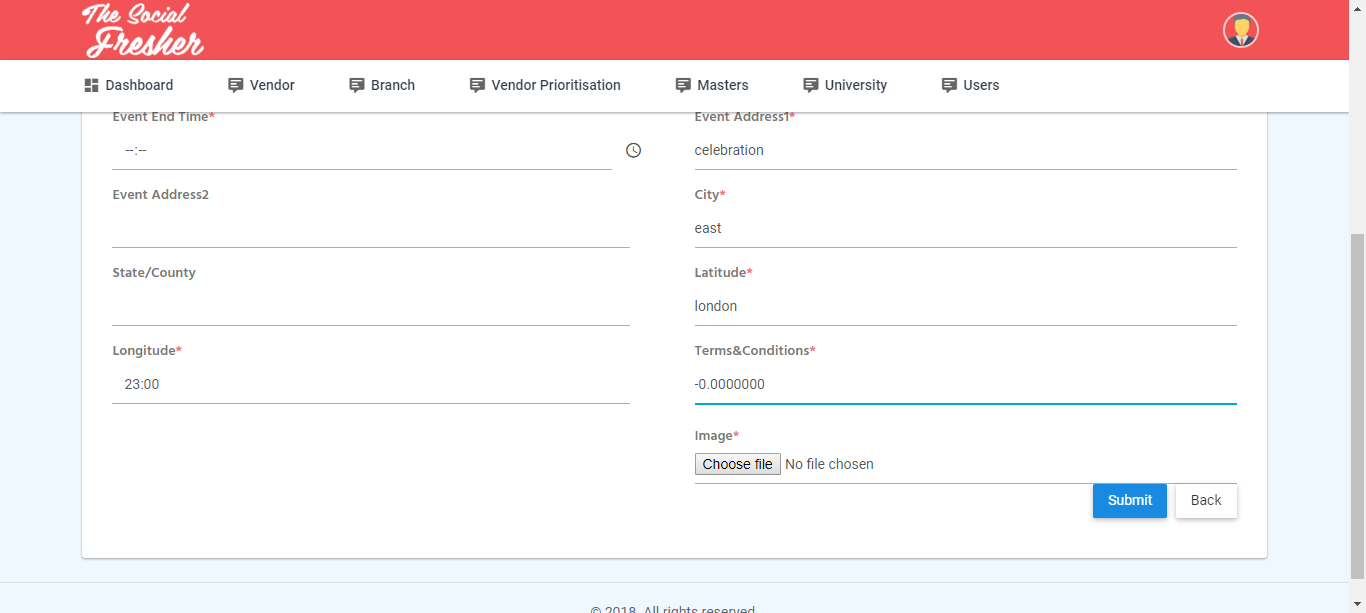 The Social
Fresher
Dashboard Vendor Branch Vendor Prioritisation Masters University Users
Event End Time* Event Address1*
--:-- celebration
Event Address2 City*
east
State/County Latitude*
london
Longitude* Terms&Conditions*
23:00 -0.0000000
Image*
Choose file No file chosen
Submit Back
© 2018. All rights reserved